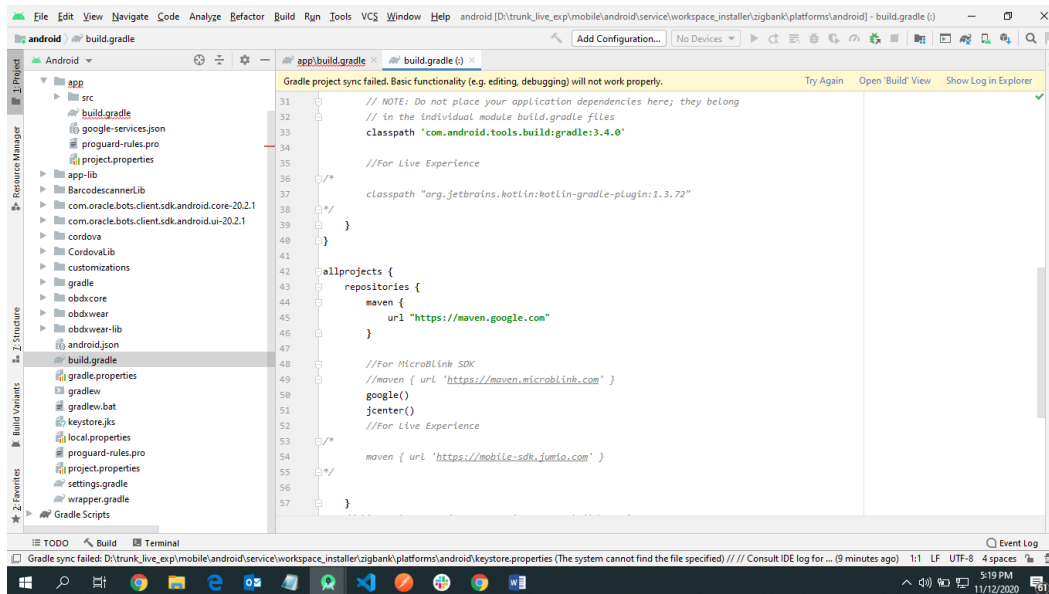 File Edit View Navigate Code Analyze Refactor Build Run Tools VCS Window Help android [D:\trunk_live_exp\mobile\android\service\workspace_installer\zigbank\platforms\android] - build.gradle (:)
android build.gradle
Add Configuration... No Devices
Android
app\build.gradle
build.gradle (:)
Gradle project sync failed. Basic functionality (e.g. editing, debugging) will not work properly. Try Again Open 'Build' View Show Log in Explorer
1: Project
Resource Manager
7: Structure
Build Variants
2: Favorites
app
src
build.gradle
google-services.json
proguard-rules.pro
project.properties
app-lib
BarcodescannerLib
com.oracle.bots.client.sdk.android.core-20.2.1
com.oracle.bots.client.sdk.android.ui-20.2.1
cordova
CordovaLib
customizations
gradle
obdxcore
obdxwear
obdxwear-lib
android.json
build.gradle
gradle.properties
gradlew
gradlew.bat
keystore.jks
local.properties
proguard-rules.pro
project.properties
settings.gradle
wrapper.gradle
Gradle Scripts
31 // NOTE: Do not place your application dependencies here; they belong
32 // in the individual module build.gradle files
33 classpath 'com.android.tools.build:gradle:3.4.0'
34
35 //For Live Experience
36 /*
37 classpath "org.jetbrains.kotlin:kotlin-gradle-plugin:1.3.72"
38 */
39 }
40 }
41
42 allprojects {
43 repositories {
44 maven {
45 url "https://maven.google.com"
46 }
47
48 //For MicroBlink SDK
49 //maven { url 'https://maven.microblink.com' }
50 google()
51 jcenter()
52 //For Live Experience
53 /*
54 maven { url 'https://mobile-sdk.jumio.com' }
55 */
56
57 }
TODO Build Terminal Event Log
Gradle sync failed: D:\trunk_live_exp\mobile\android\service\workspace_installer\zigbank\platforms\android\keystore.properties (The system cannot find the file specified) // // Consult IDE log for ... (9 minutes ago) 1:1 LF UTF-8 4 spaces
5:19 PM
11/12/2020
61